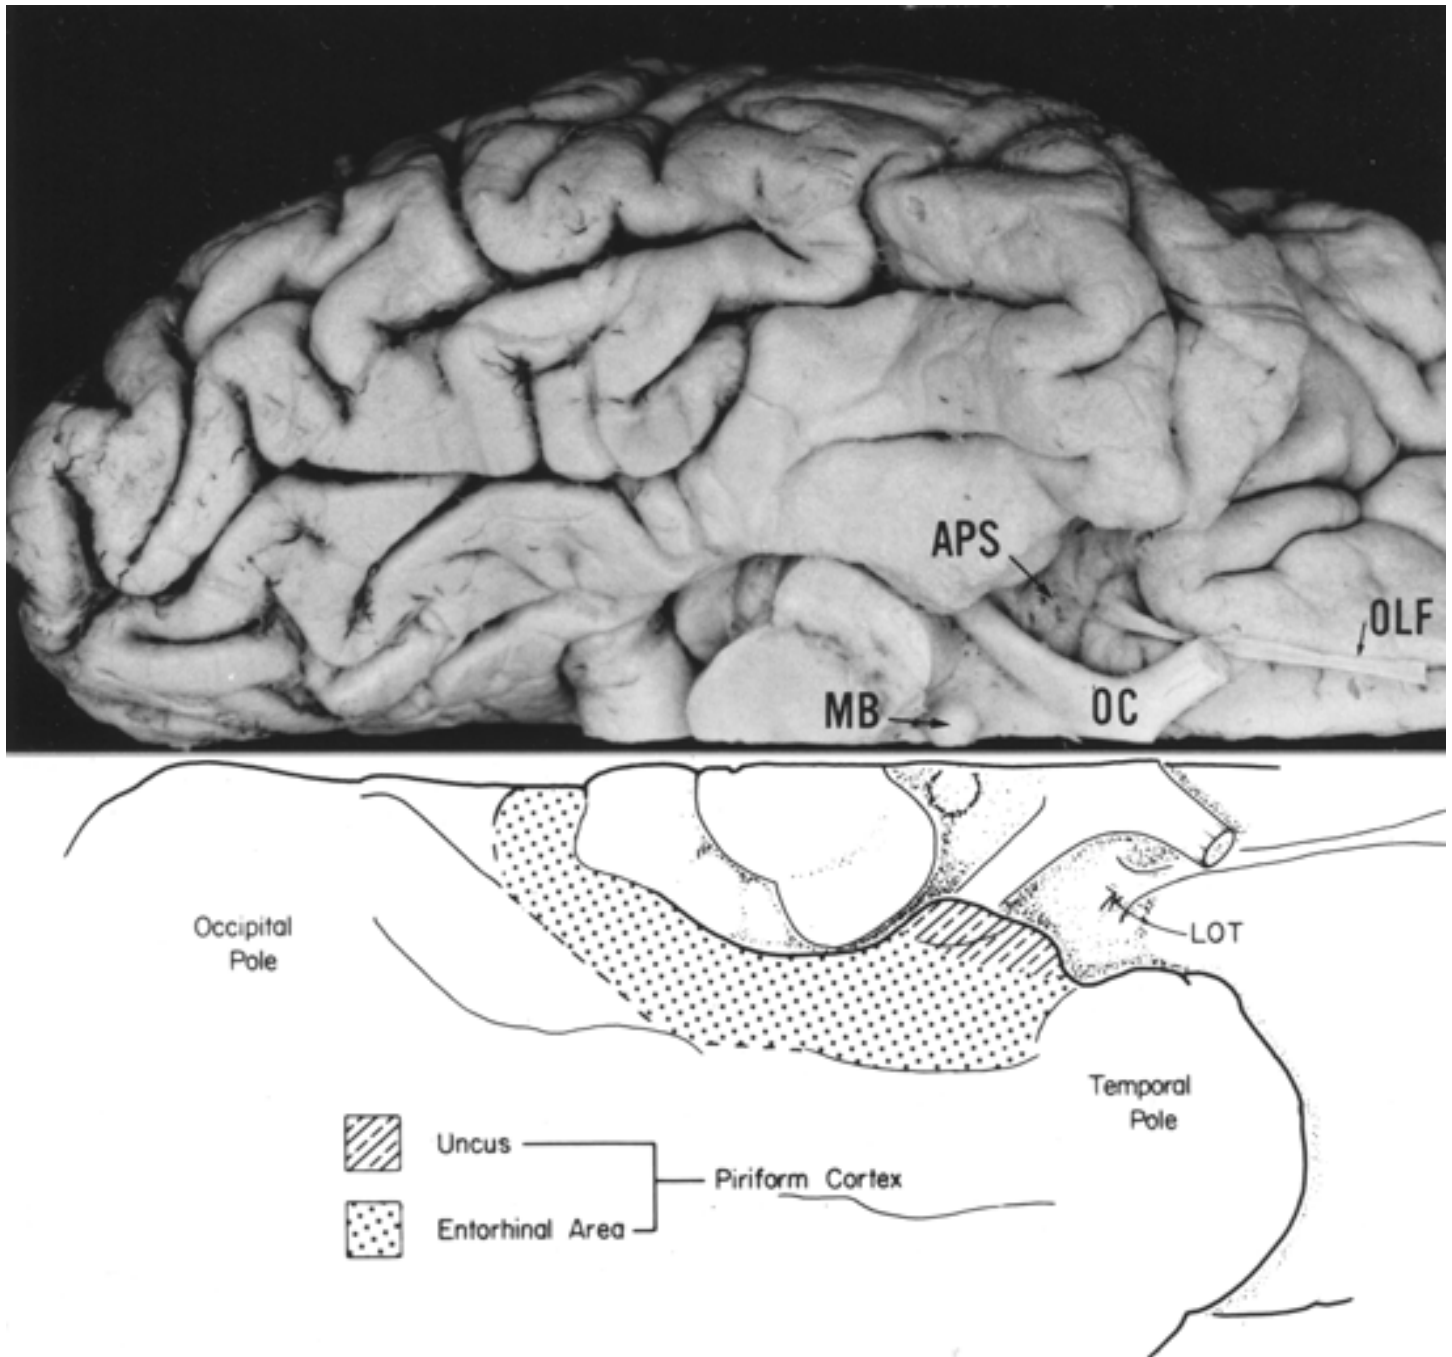 APS
OLF
MB
OC
Occipital
Pole
LOT
Temporal
Pole
Uncus
Piriform Cortex
Entorhinal Area